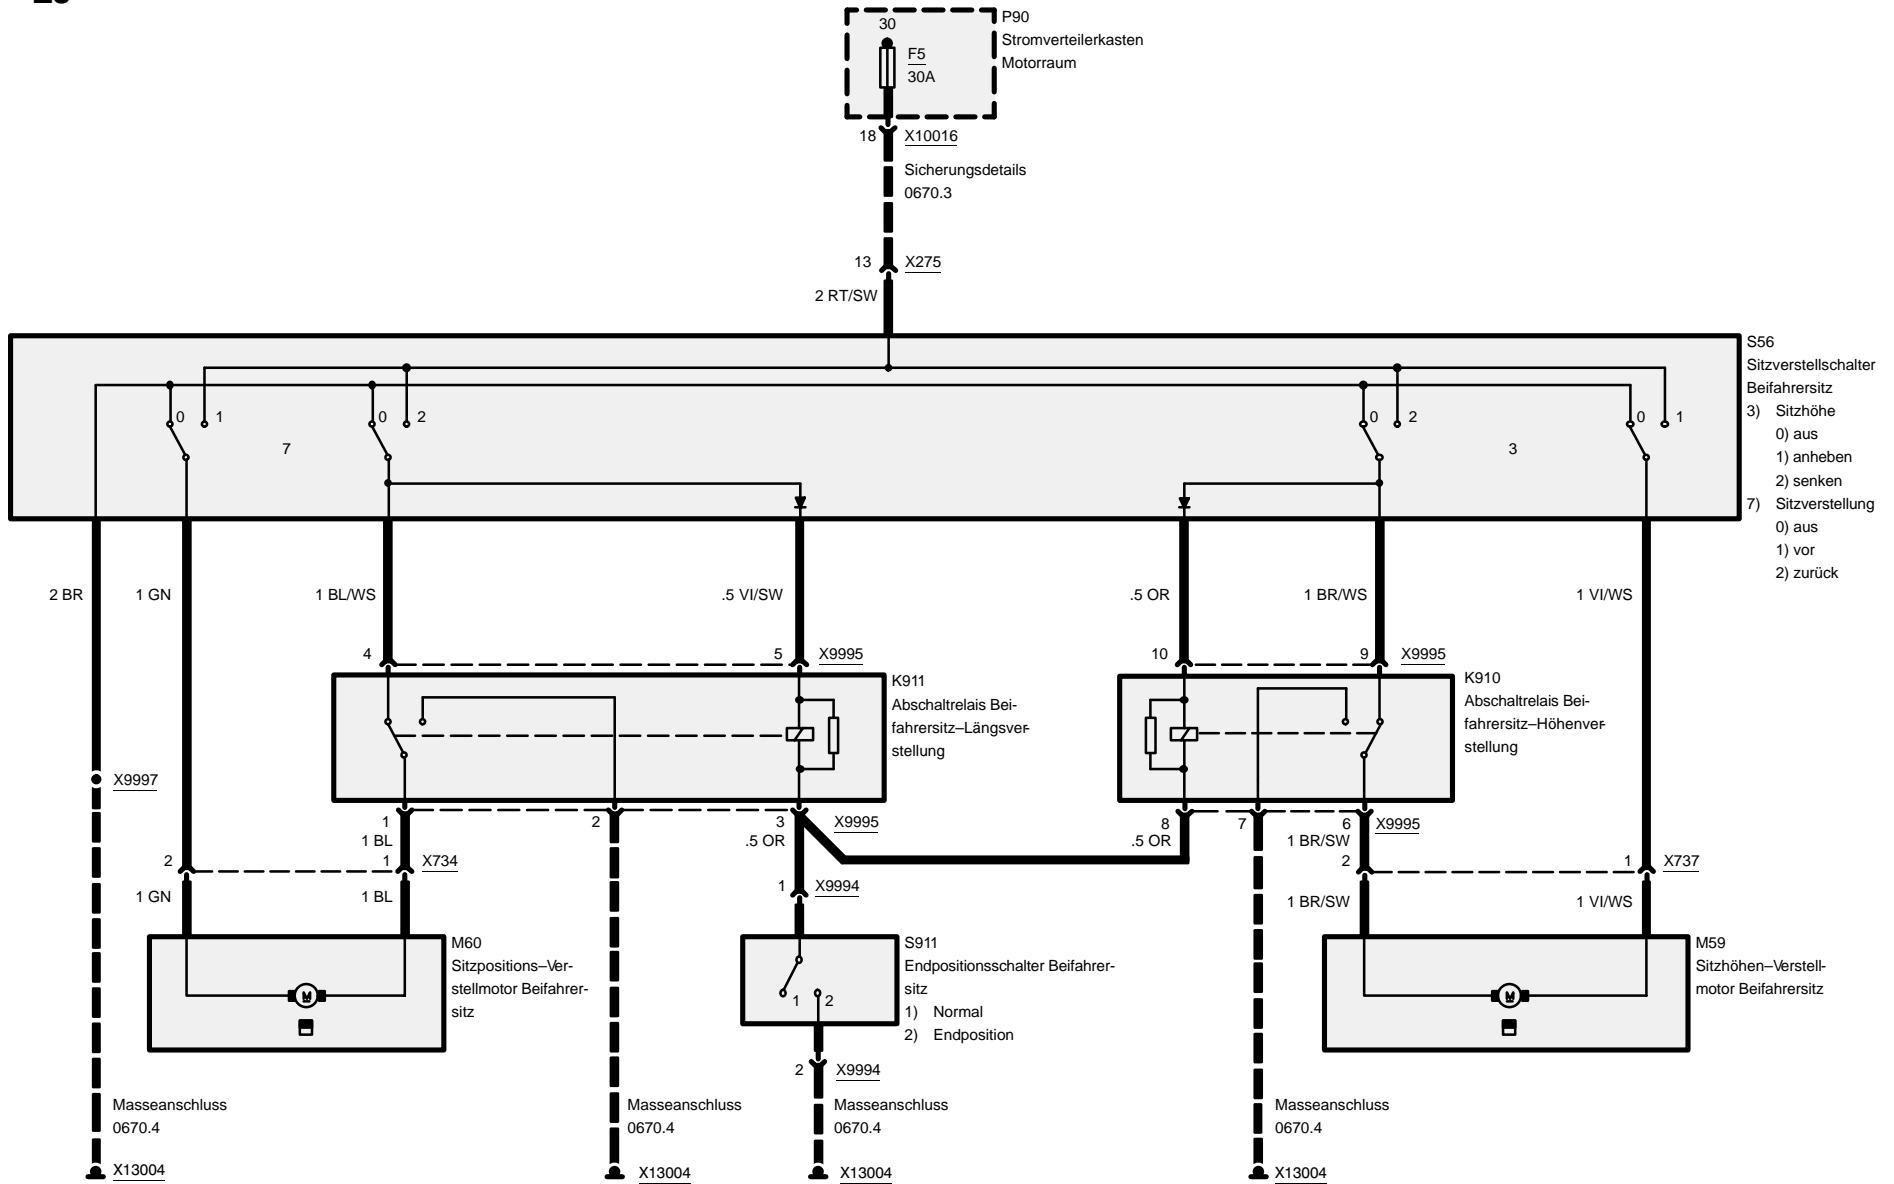 30
F5
30A
P90
Stromverteilerkasten
Motorraum
18 X10016
Sicherungsdetails
0670.3
13 X275
2 RT/SW
S56
Sitzverstellschalter
Beifahrersitz
3) Sitzhöhe
0) aus
1) anheben
2) senken
7) Sitzverstellung
0) aus
1) vor
2) zurück
0 1 0 2 0 2 0 1
7 3
2 BR 1 GN 1 BL/WS .5 VI/SW .5 OR 1 BR/WS 1 VI/WS
4 5 X9995 10 9 X9995
K911
Abschaltrelais Bei-
fahrersitz–Längsver-
stellung
K910
Abschaltrelais Bei-
fahrersitz–Höhenver-
stellung
X9997
1 2 3 X9995 8 7 6 X9995
1 BL .5 OR .5 OR 1 BR/SW
2 1 X734 2 1 X737
1 X9994
1 GN 1 BL 1 BR/SW 1 VI/WS
M60
Sitzpositions–Ver-
stellmotor Beifahrer-
sitz
M
S911
Endpositionsschalter Beifahrer-
sitz
1) Normal
2) Endposition
1 2
M59
Sitzhöhen–Verstell-
motor Beifahrersitz
M
2 X9994
Masseanschluss Masseanschluss Masseanschluss Masseanschluss
0670.4 0670.4 0670.4 0670.4
X13004 X13004 X13004 X13004